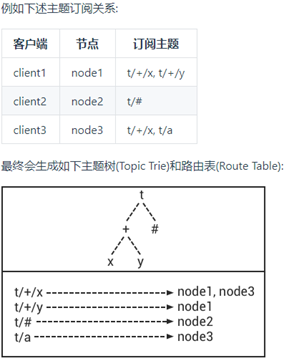 例如下述主题订阅关系:
客户端 节点 订阅主题
client1 node1 t/+/x, t/+/y
client2 node2 t/#
client3 node3 t/+/x, t/a
最终会生成如下主题树(Topic Trie)和路由表(Route Table):
t
+ #
x y
t/+/x node1, node3
t/+/y node1
t/# node2
t/a node3